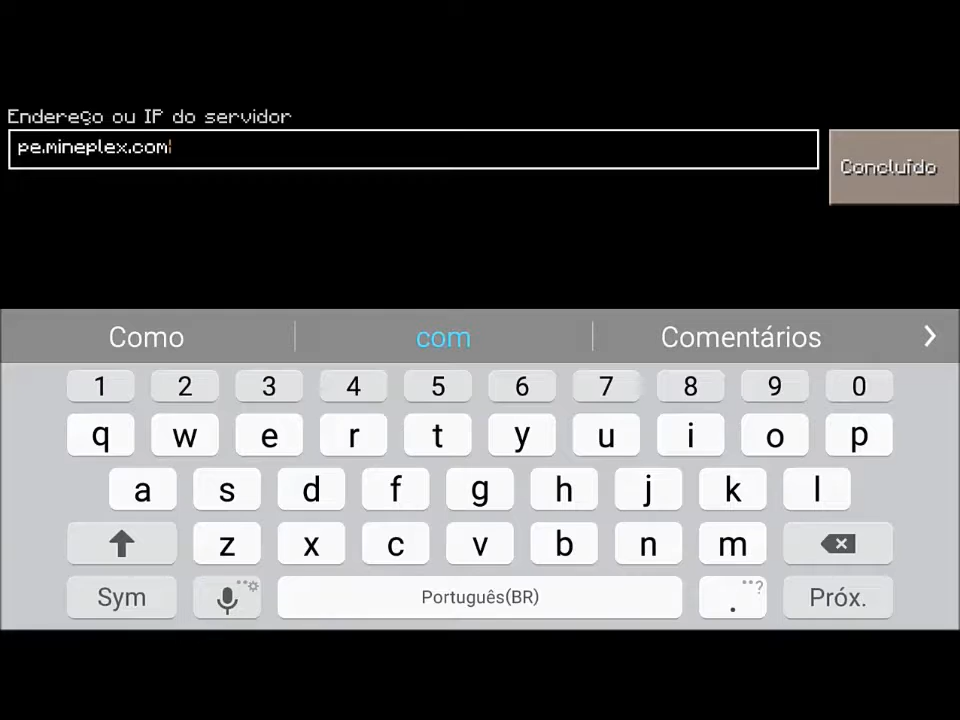 Endereço ou IP do servidor
pe.mineplex.com
Concluído
Como com Comentários
1 2 3 4 5 6 7 8 9 0
q w e r t y u i o p
a s d f g h j k l
z x c v b n m
Sym Português(BR) . Próx.